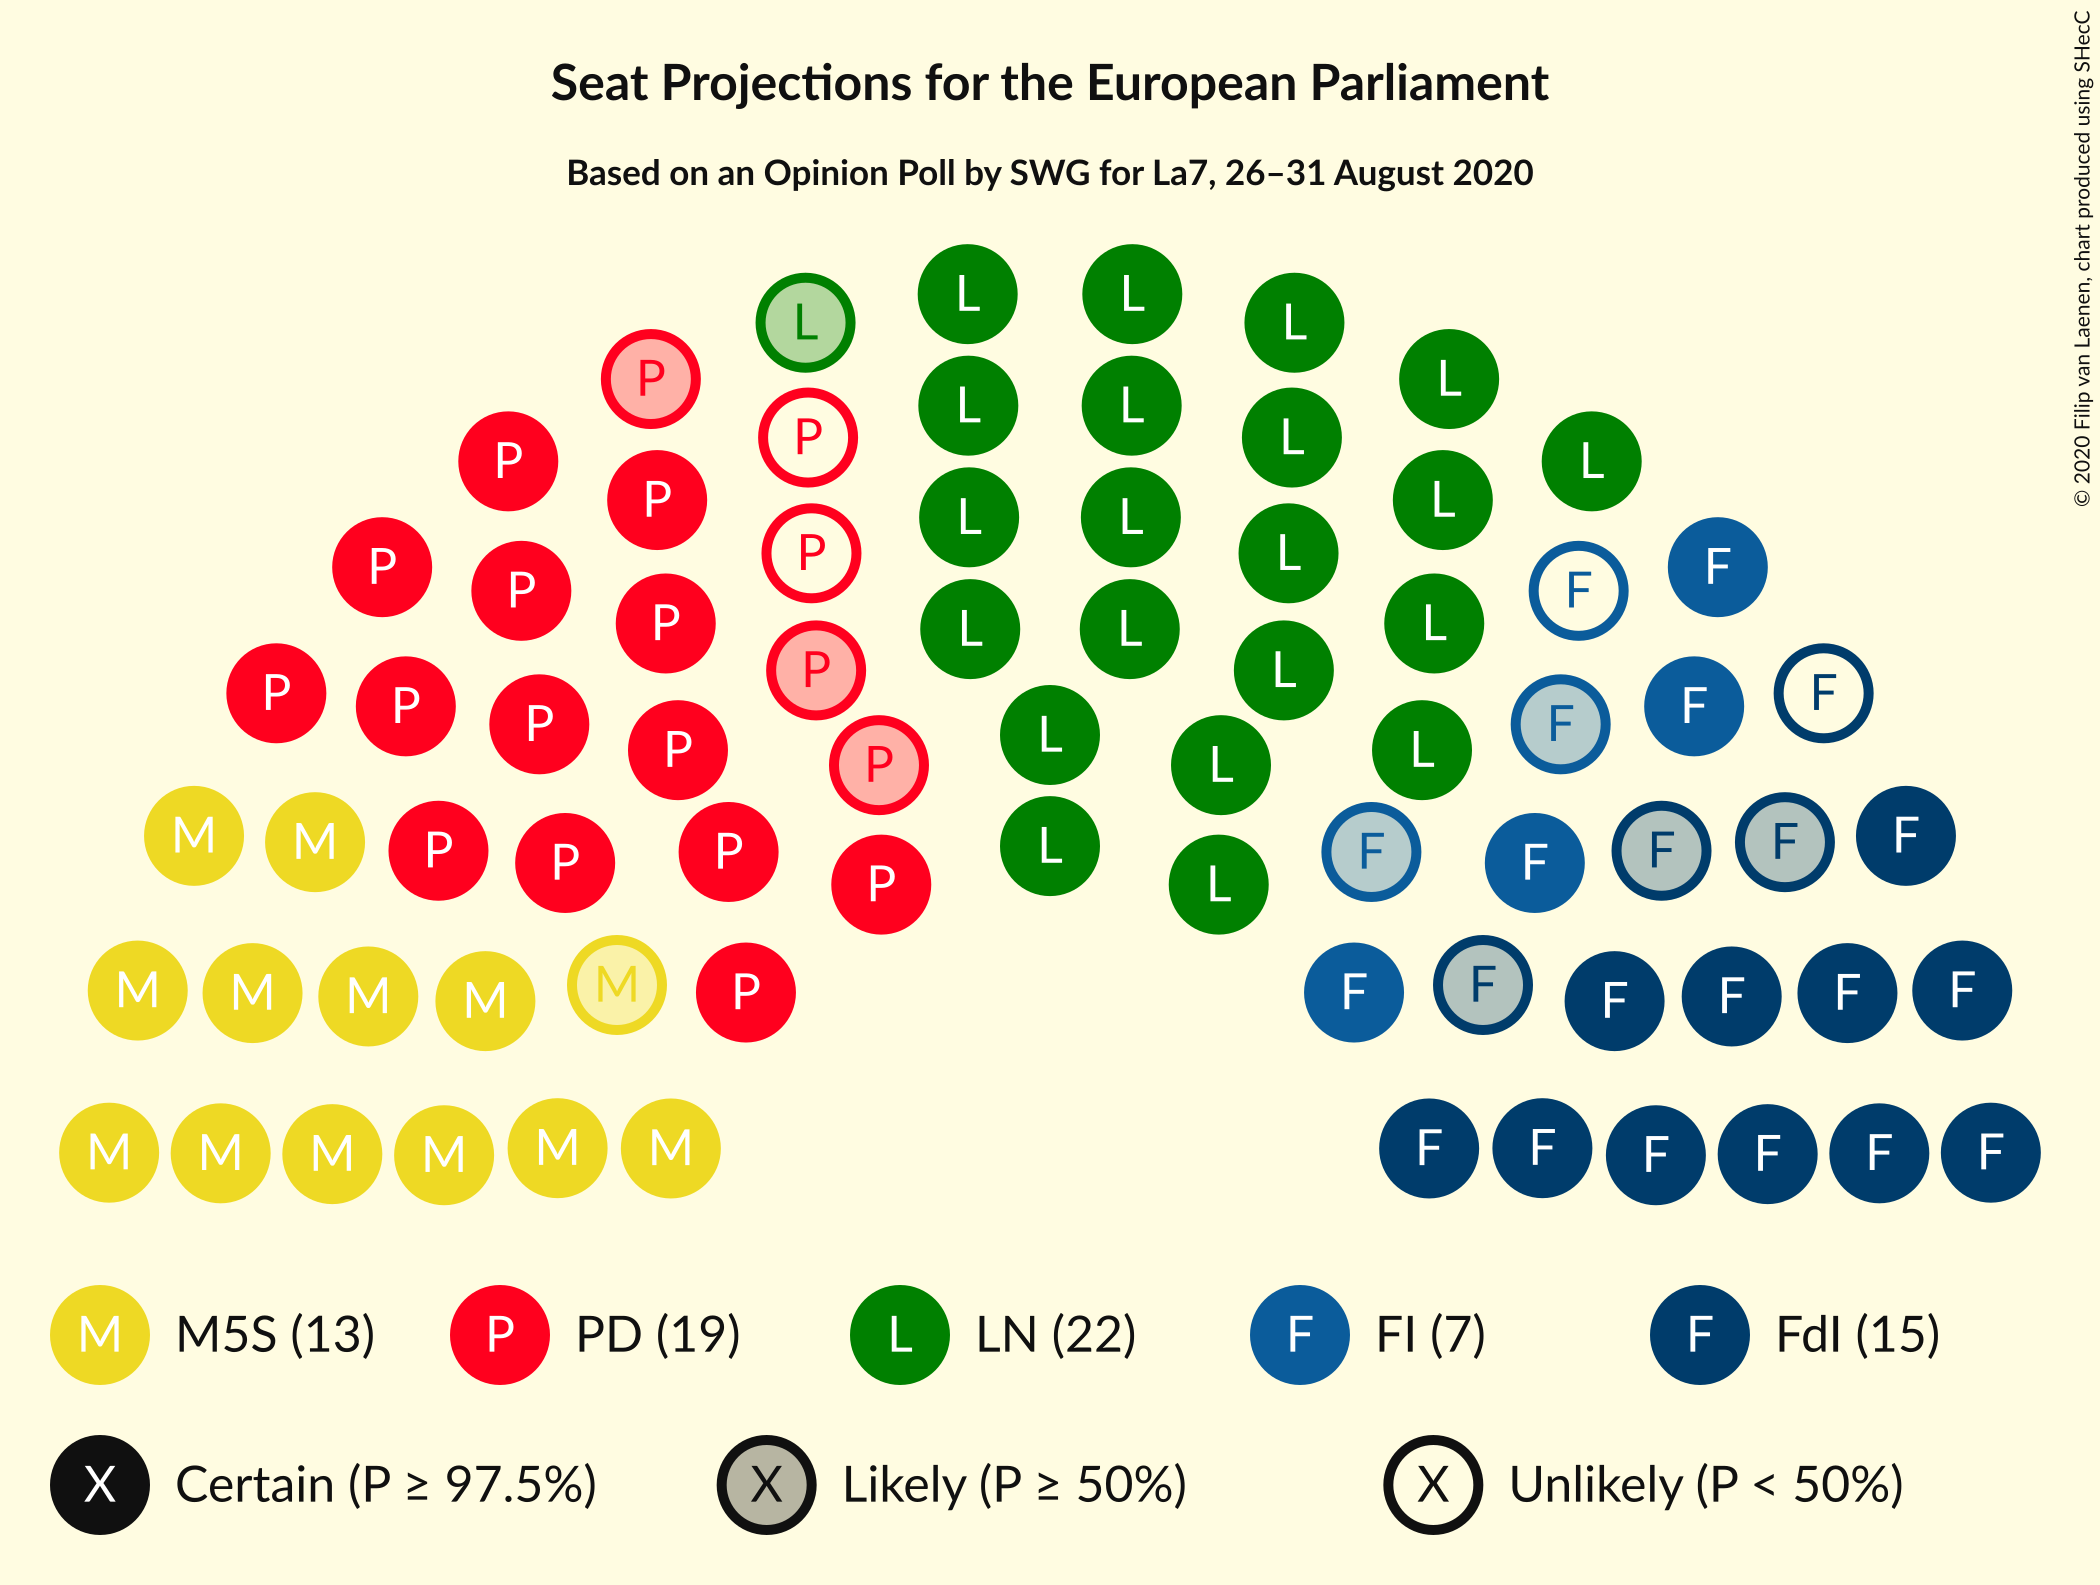 Seat Projections for the European Parliament
Based on an Opinion Poll by SWG for La7, 26–31 August 2020
© 2020 Filip van Laenen, chart produced using SHecC
L L
L L
P L
L L
P L
P L L
P L
P F F
P L L
P P F
P L
P L L
P P L
P P F F F
P P L L
P L
M M P P P F F F F F
L
P L
M M M M M P F F F F F F
M M M M M M F F F F F F
M M5S (13) P PD (19) L LN (22) F FI (7) F FdI (15)
X Certain (P ≥ 97.5%) X Likely (P ≥ 50%) X Unlikely (P < 50%)